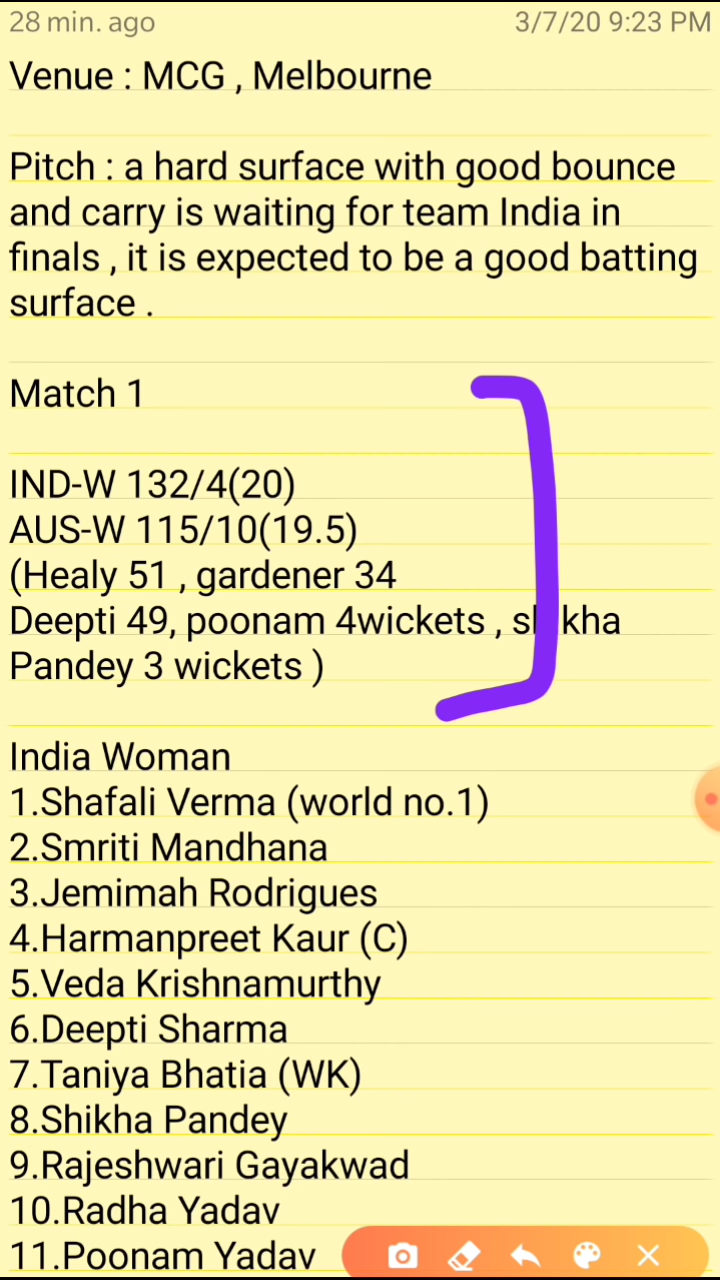 28 min. ago 3/7/20 9:23 PM
Venue : MCG , Melbourne
Pitch : a hard surface with good bounce
and carry is waiting for team India in
finals , it is expected to be a good batting
surface .
Match 1
IND-W 132/4(20)
AUS-W 115/10(19.5)
(Healy 51 , gardener 34
Deepti 49, poonam 4wickets , shikha
Pandey 3 wickets )
India Woman
1.Shafali Verma (world no.1)
2.Smriti Mandhana
3.Jemimah Rodrigues
4.Harmanpreet Kaur (C)
5.Veda Krishnamurthy
6.Deepti Sharma
7.Taniya Bhatia (WK)
8.Shikha Pandey
9.Rajeshwari Gayakwad
10.Radha Yadav
11.Poonam Yadav